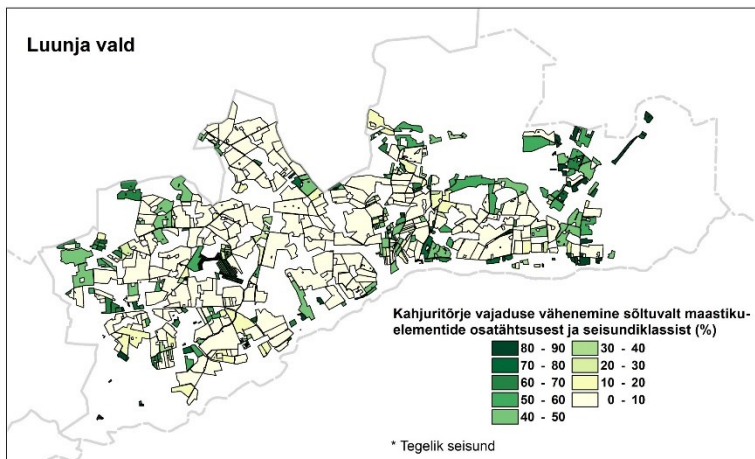 Luunja vald
Kahjuritõrje vajaduse vähenemine sõltuvalt maastiku-
elementide osatähtsusest ja seisundiklassist (%)
80 - 90 30 - 40
70 - 80 20 - 30
60 - 70 10 - 20
50 - 60 0 - 10
40 - 50
* Tegelik seisund